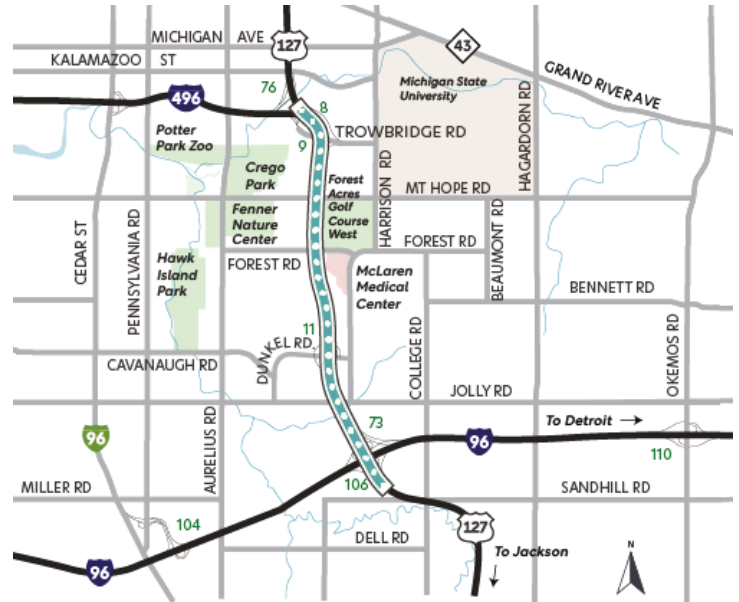 MICHIGAN AVE
127
43
KALAMAZOO ST
GRAND RIVER AVE
76
Michigan State
University
496
8
HAGARDORN RD
Potter
Park Zoo
TROWBRIDGE RD
9
Crego
Park
Forest
Acres
Golf
Course
West
HARRISON RD
MT HOPE RD
Fenner
Nature
Center
CEDAR ST
PENNSYLVANIA RD
Hawk
Island
Park
FOREST RD
FOREST RD
BEAUMONT RD
McLaren
Medical
Center
BENNETT RD
11
DUNKEL RD
COLLEGE RD
OKEMOS RD
CAVANAUGH RD
JOLLY RD
AURELIUS RD
73
To Detroit →
96
96
110
MILLER RD
106
SANDHILL RD
104
127
DELL RD
To Jackson
↓
96
N